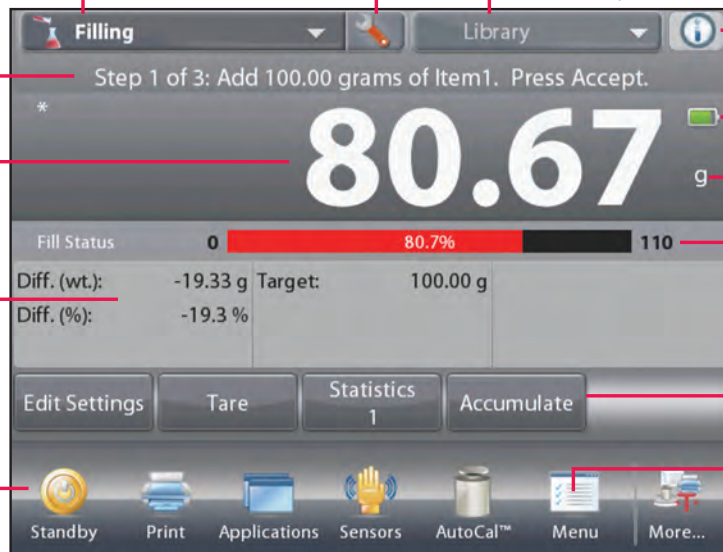 Filling
Library
Step 1 of 3: Add 100.00 grams of Item1. Press Accept.
* 80.67 g
Fill Status 0 80.7% 110
Diff. (wt.): -19.33 g Target: 100.00 g
Diff. (%): -19.3 %
Edit Settings Tare Statistics 1 Accumulate
Standby Print Applications Sensors AutoCal™ Menu More...